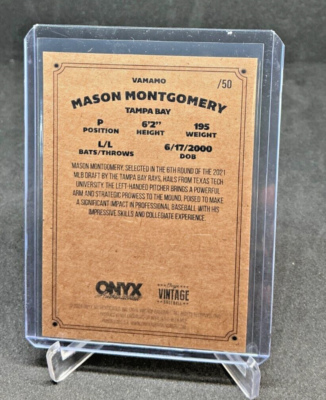 VAMAMO
/50
MASON MONTGOMERY
TAMPA BAY
P 6'2" 195
POSITION HEIGHT WEIGHT
L/L 6/17/2000
BATS/THROWS DOB
MASON MONTGOMERY, SELECTED IN THE 6TH ROUND OF THE 2021
MLB DRAFT BY THE TAMPA BAY RAYS, HAILS FROM TEXAS TECH
UNIVERSITY. THE LEFT-HANDED PITCHER BRINGS A POWERFUL
ARM AND STRATEGIC PROWESS TO THE MOUND, POISED TO MAKE
A SIGNIFICANT IMPACT IN PROFESSIONAL BASEBALL WITH HIS
IMPRESSIVE SKILLS AND COLLEGIATE EXPERIENCE.
ONYX
VINTAGE